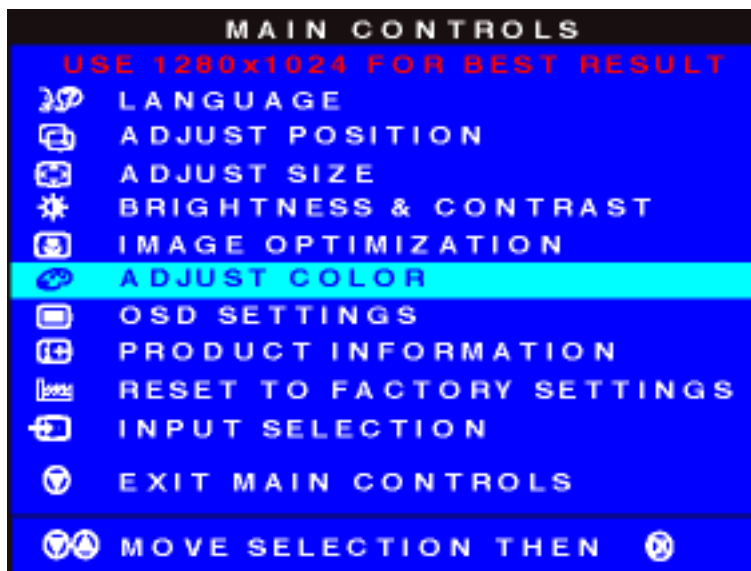 MAIN CONTROLS
USE 1280x1024 FOR BEST RESULT
LANGUAGE
ADJUST POSITION
ADJUST SIZE
BRIGHTNESS & CONTRAST
IMAGE OPTIMIZATION
ADJUST COLOR
OSD SETTINGS
PRODUCT INFORMATION
RESET TO FACTORY SETTINGS
INPUT SELECTION
EXIT MAIN CONTROLS
MOVE SELECTION THEN